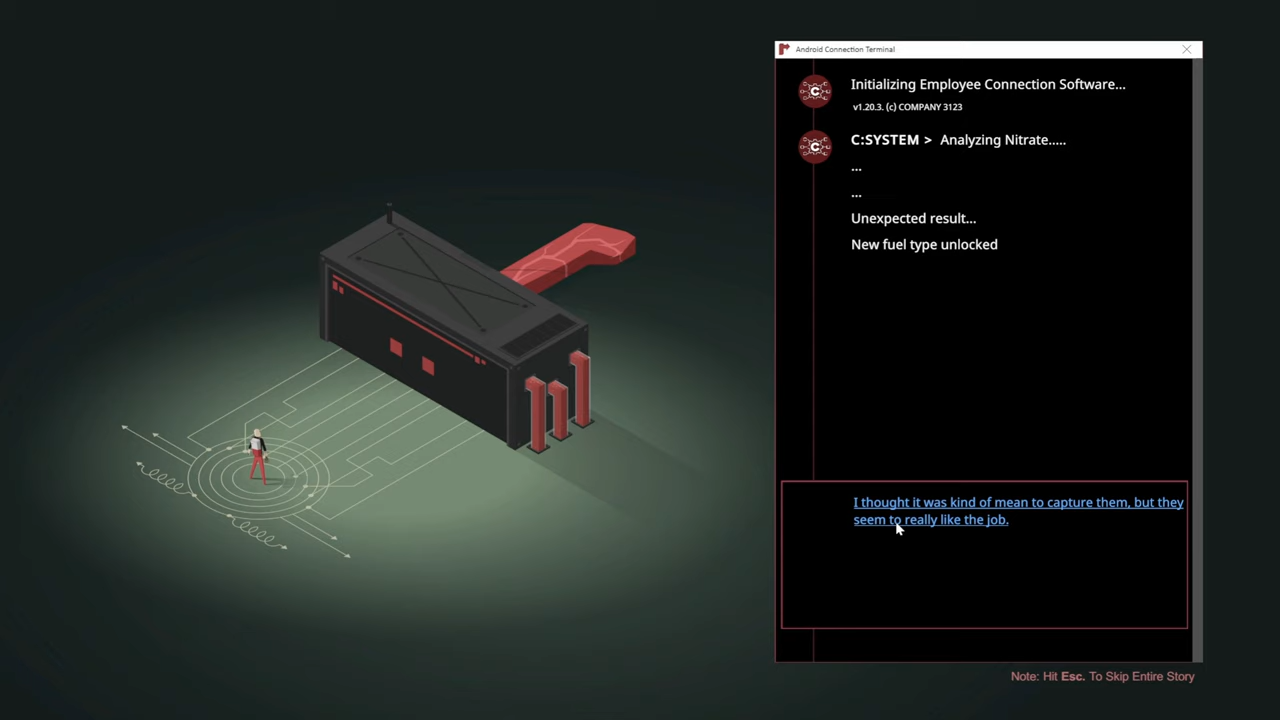 Android Connection Terminal
C
Initializing Employee Connection Software...
v1.20.3. (c) COMPANY 3123
C
C:SYSTEM > Analyzing Nitrate.....
...
...
Unexpected result...
New fuel type unlocked
I thought it was kind of mean to capture them, but they
seem to really like the job.
Note: Hit Esc. To Skip Entire Story